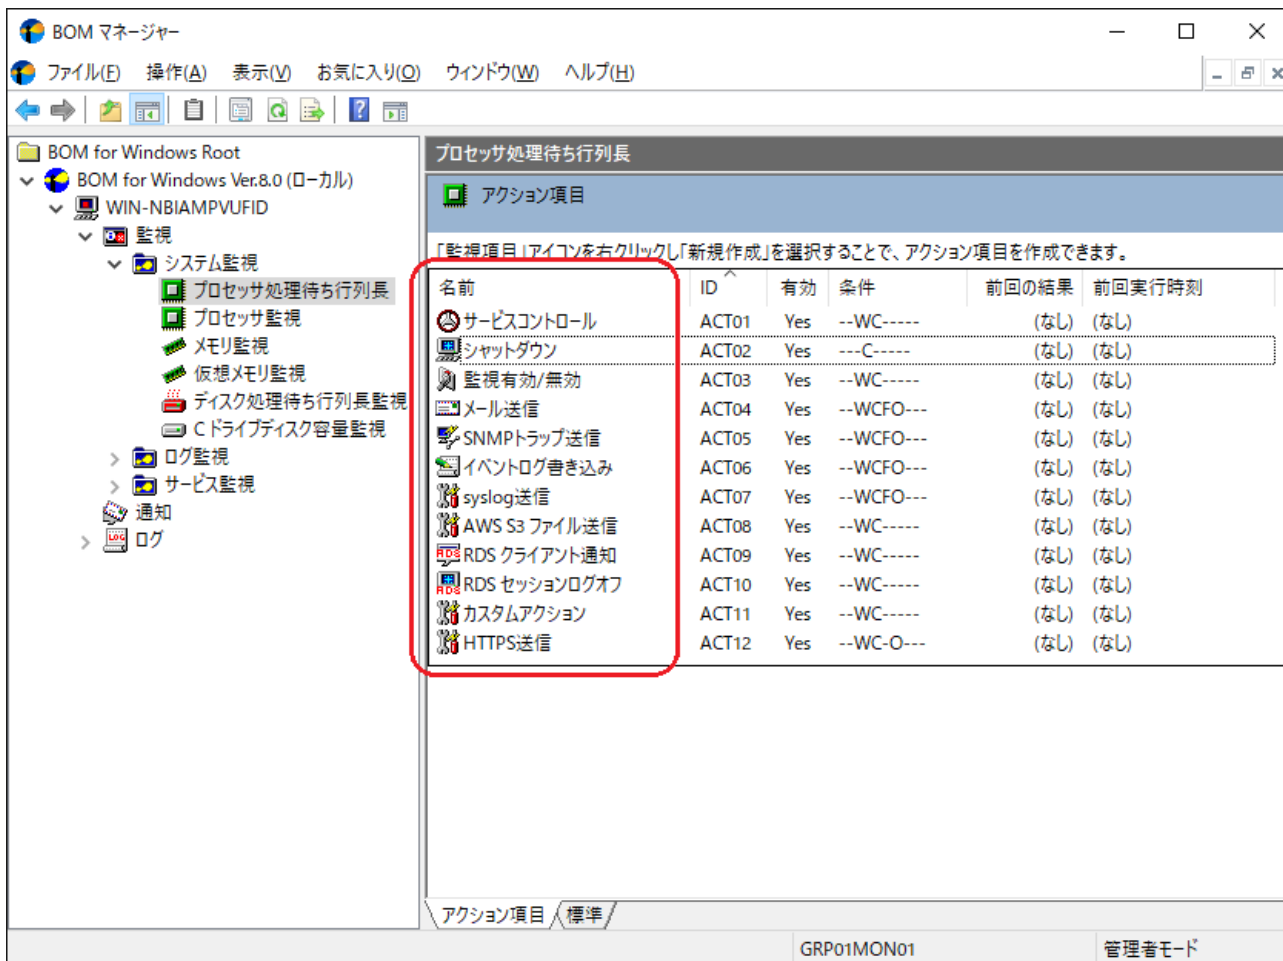 BOM マネージャー
ファイル(F) 操作(A) 表示(V) お気に入り(O) ウィンドウ(W) ヘルプ(H)
BOM for Windows Root
BOM for Windows Ver.8.0 (ローカル)
WIN-NBIAMPVUFID
監視
システム監視
プロセッサ処理待ち行列長
プロセッサ監視
メモリ監視
仮想メモリ監視
ディスク処理待ち行列長監視
C ドライブディスク容量監視
ログ監視
サービス監視
通知
ログ
プロセッサ処理待ち行列長
アクション項目
「監視項目」アイコンを右クリックし「新規作成」を選択することで、アクション項目を作成できます。
名前 ID 有効 条件 前回の結果 前回実行時刻
サービスコントロール ACT01 Yes --WC----- (なし) (なし)
シャットダウン ACT02 Yes ---C----- (なし) (なし)
監視有効/無効 ACT03 Yes --WC----- (なし) (なし)
メール送信 ACT04 Yes --WCFO--- (なし) (なし)
SNMPトラップ送信 ACT05 Yes --WCFO--- (なし) (なし)
イベントログ書き込み ACT06 Yes --WCFO--- (なし) (なし)
syslog送信 ACT07 Yes --WCFO--- (なし) (なし)
AWS S3 ファイル送信 ACT08 Yes --WC----- (なし) (なし)
RDS クライアント通知 ACT09 Yes --WC----- (なし) (なし)
RDS セッションログオフ ACT10 Yes --WC----- (なし) (なし)
カスタムアクション ACT11 Yes --WC----- (なし) (なし)
HTTPS送信 ACT12 Yes --WC-O--- (なし) (なし)
アクション項目 標準
GRP01MON01 管理者モード